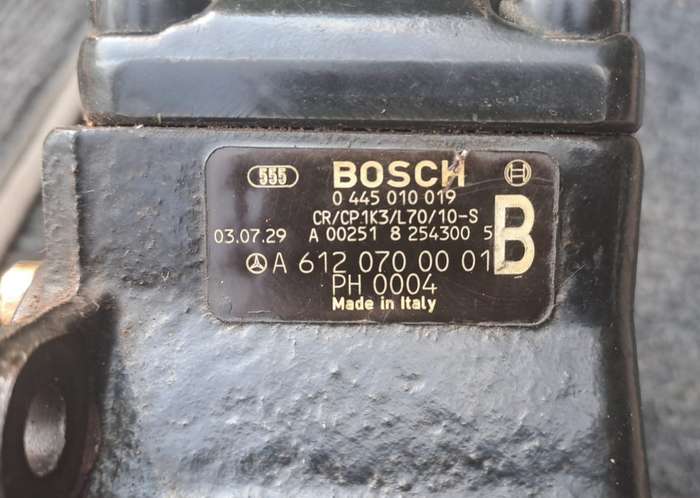 555 BOSCH
0 445 010 019
CR/CP1K3/L70/10-S
03.07.29 A 00251 8 254300 5
B
A 612 070 00 01
PH 0004
Made in Italy